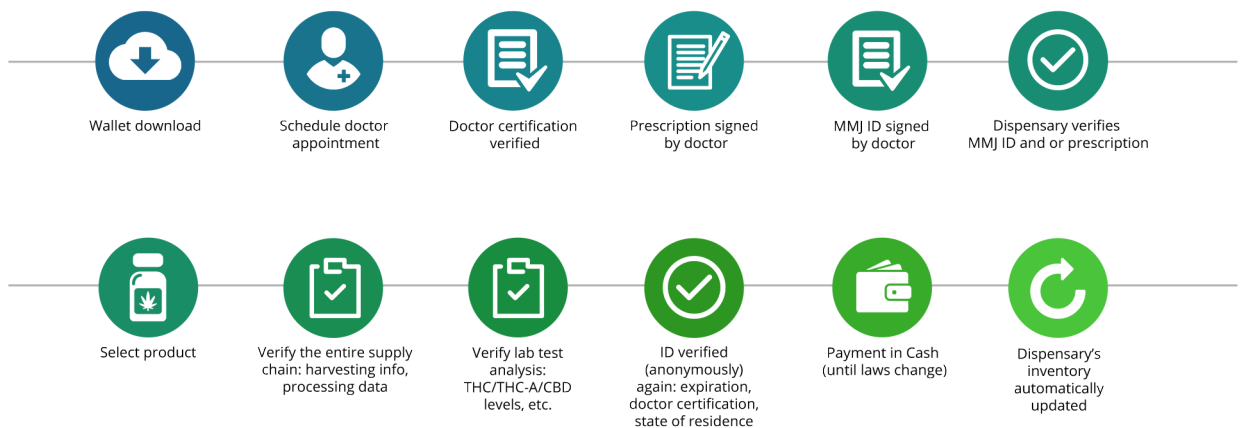 Wallet download
Schedule doctor
appointment
Doctor certification
verified
Prescription signed
by doctor
MMJ ID signed
by doctor
Dispensary verifies
MMJ ID and or prescription
Select product
Verify the entire supply
chain: harvesting info,
processing data
Verify lab test
analysis:
THC/THC-A/CBD
levels, etc.
ID verified
(anonymously)
again: expiration,
doctor certification,
state of residence
Payment in Cash
(until laws change)
Dispensary’s
inventory
automatically
updated